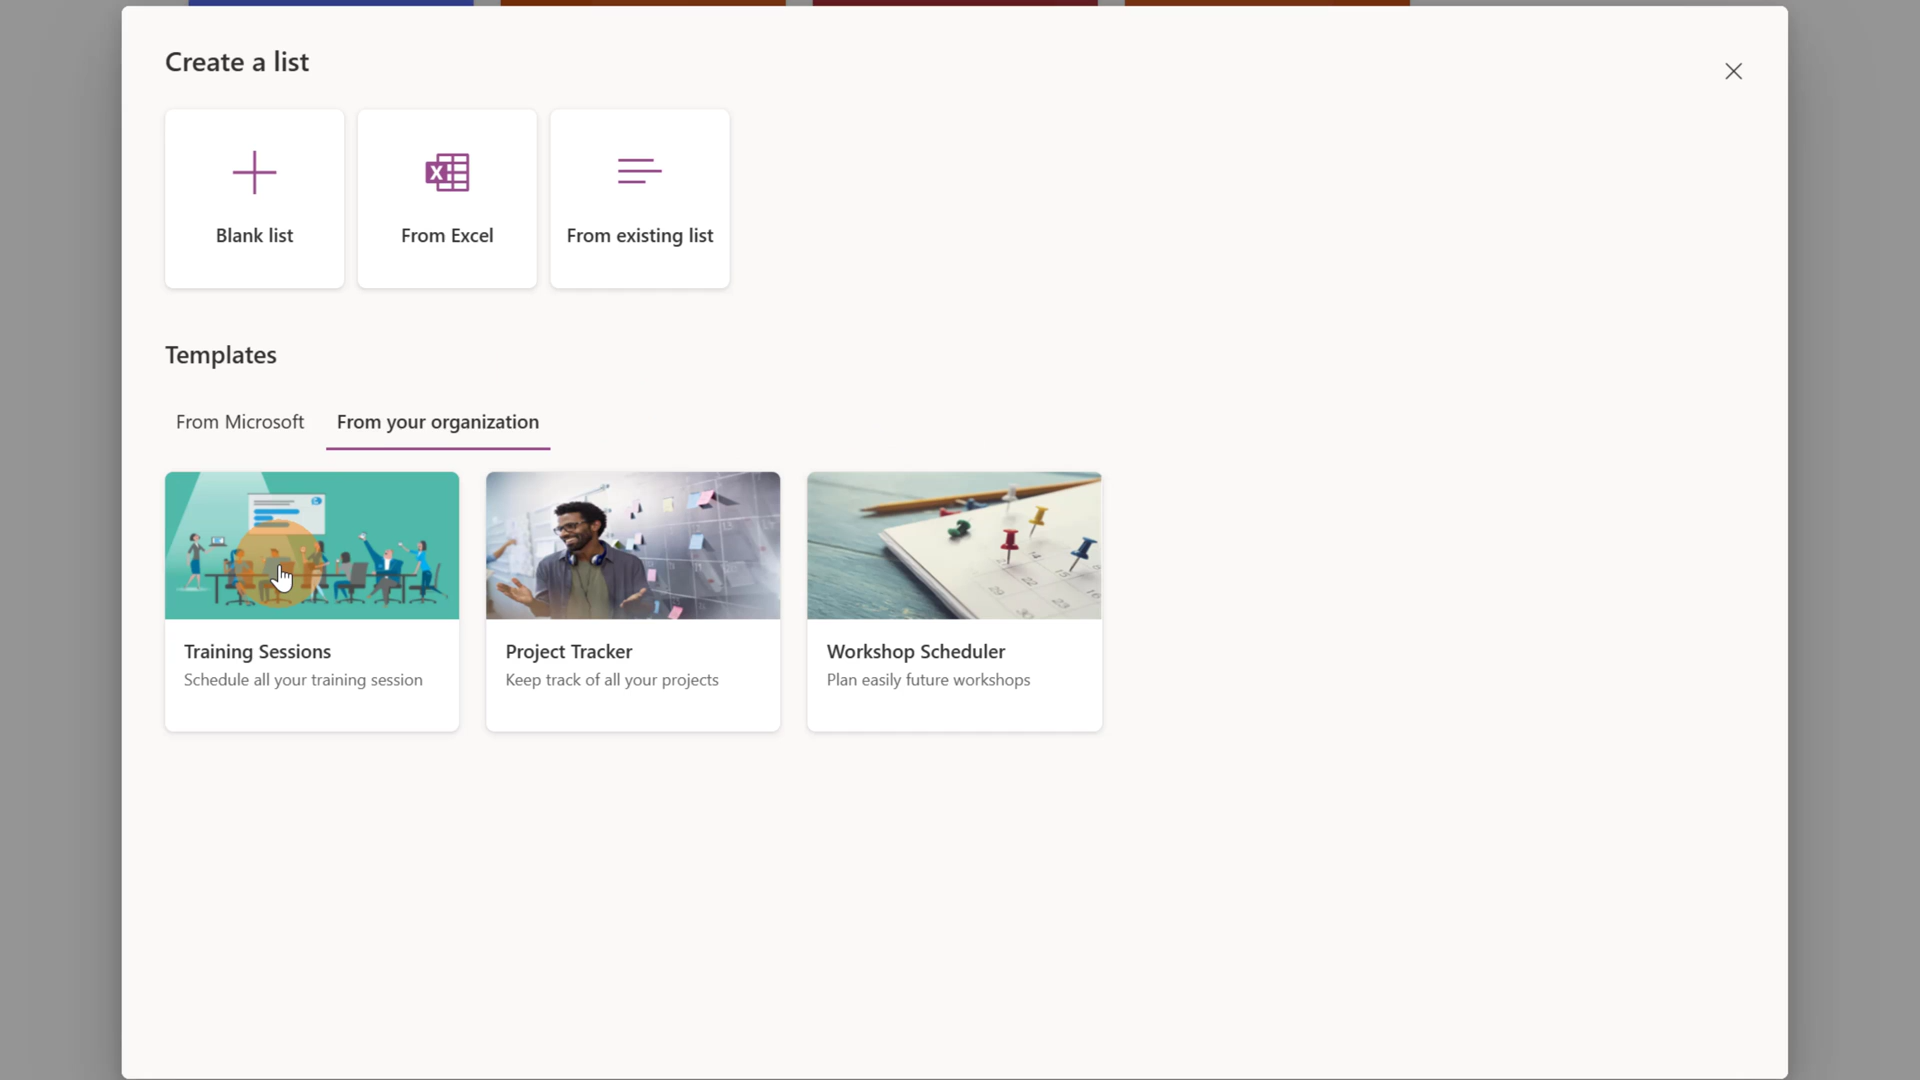 Create a list
Blank list
From Excel
From existing list
Templates
From Microsoft
From your organization
Training Sessions
Schedule all your training session
Project Tracker
Keep track of all your projects
Workshop Scheduler
Plan easily future workshops